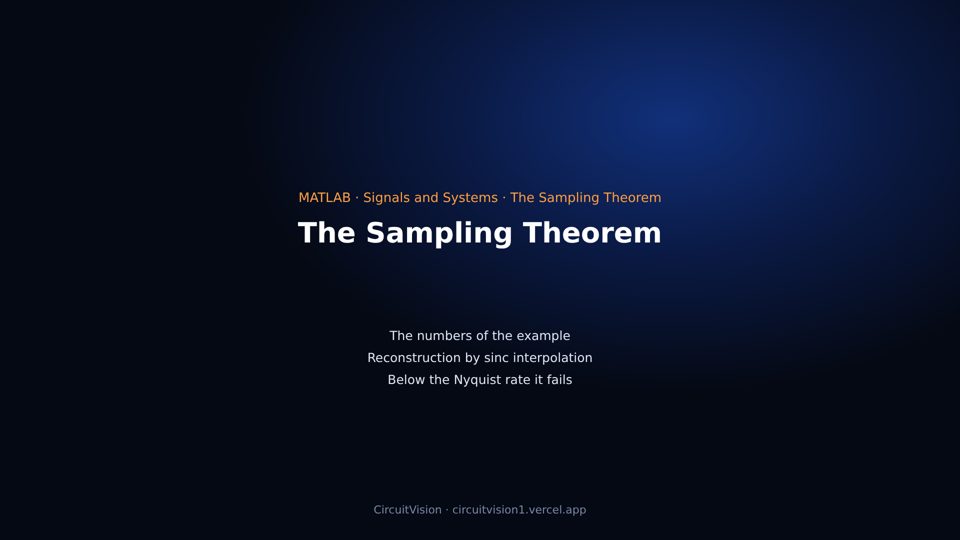 MATLAB · Signals and Systems · The Sampling Theorem
The Sampling Theorem
The numbers of the example
Reconstruction by sinc interpolation
Below the Nyquist rate it fails
CircuitVision · circuitvision1.vercel.app